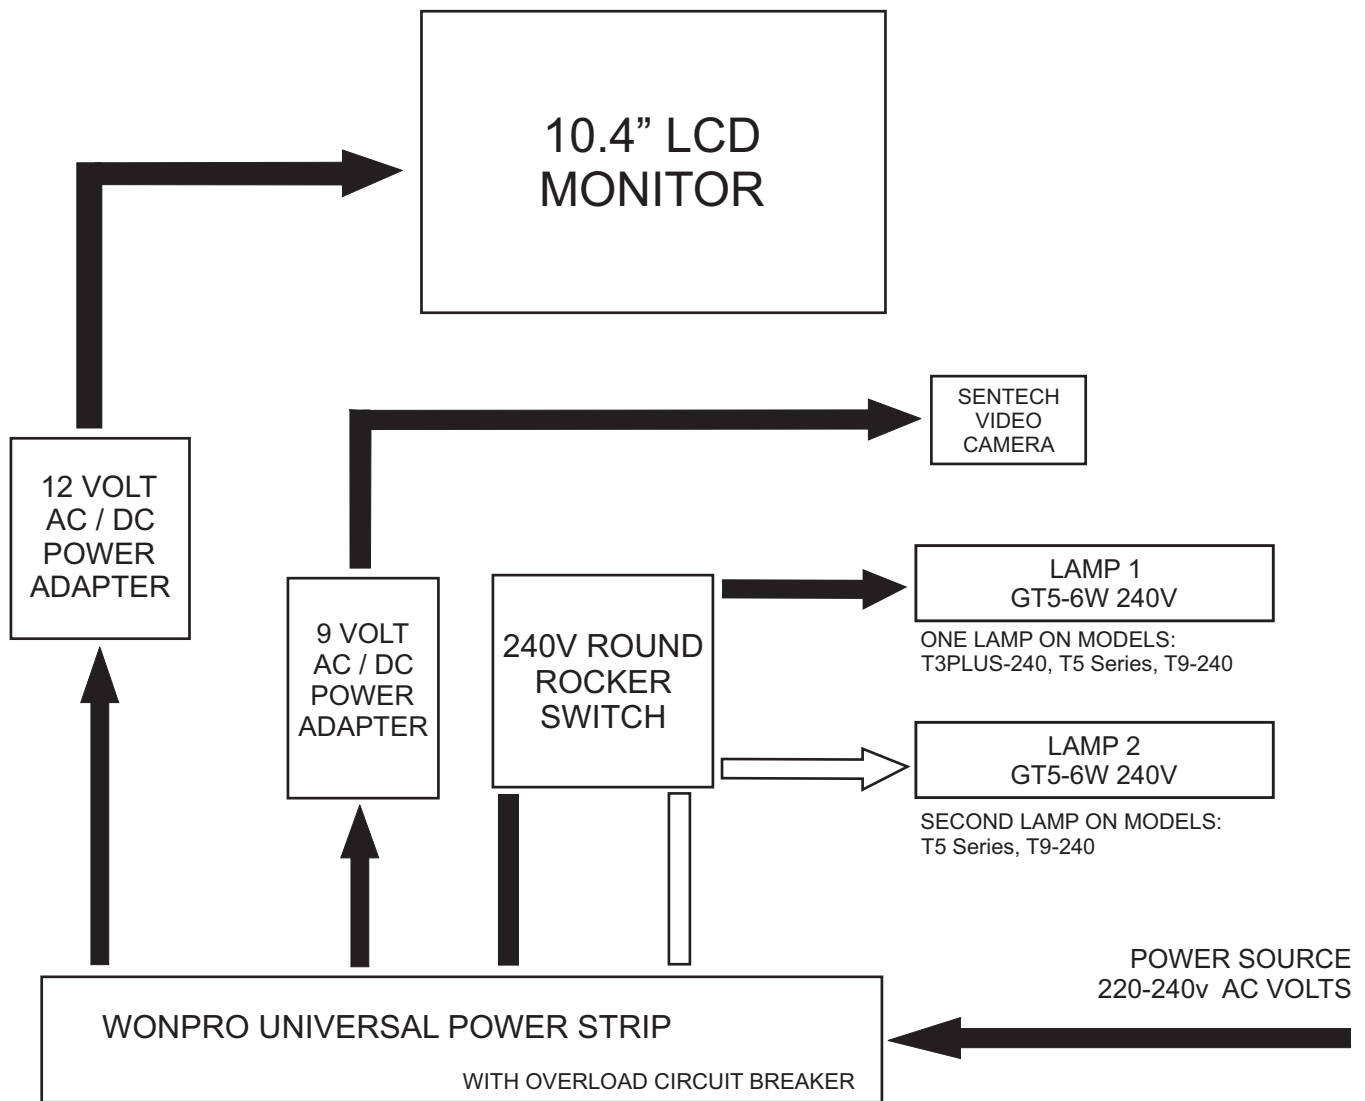 10.4” LCD
MONITOR
SENTECH
VIDEO
CAMERA
12 VOLT
AC / DC
POWER
ADAPTER
9 VOLT
AC / DC
POWER
ADAPTER
240V ROUND
ROCKER
SWITCH
LAMP 1
GT5-6W 240V
ONE LAMP ON MODELS:
T3PLUS-240, T5 Series, T9-240
LAMP 2
GT5-6W 240V
SECOND LAMP ON MODELS:
T5 Series, T9-240
POWER SOURCE
220-240v AC VOLTS
WONPRO UNIVERSAL POWER STRIP
WITH OVERLOAD CIRCUIT BREAKER